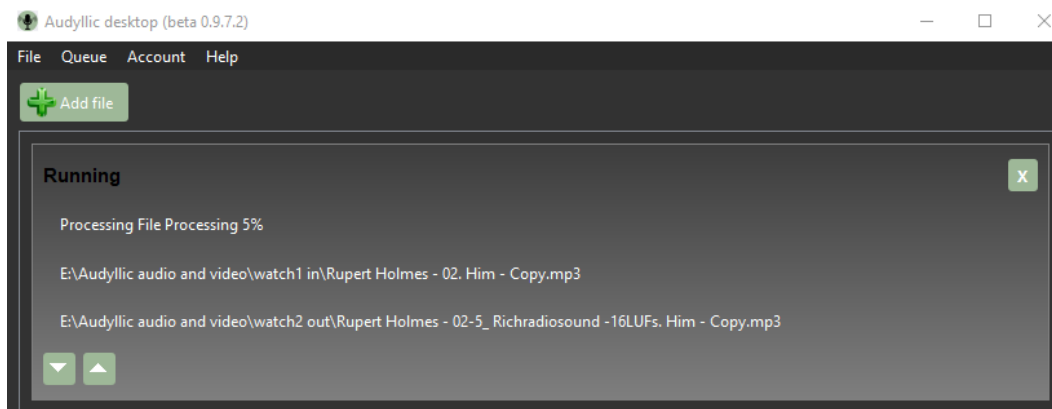 Audyllic desktop (beta 0.9.7.2)
File Queue Account Help
Add file
Running
X
Processing File Processing 5%
E:\Audyllic audio and video\watch1 in\Rupert Holmes - 02. Him - Copy.mp3
E:\Audyllic audio and video\watch2 out\Rupert Holmes - 02-5_ Richradiosound -16LUFs. Him - Copy.mp3